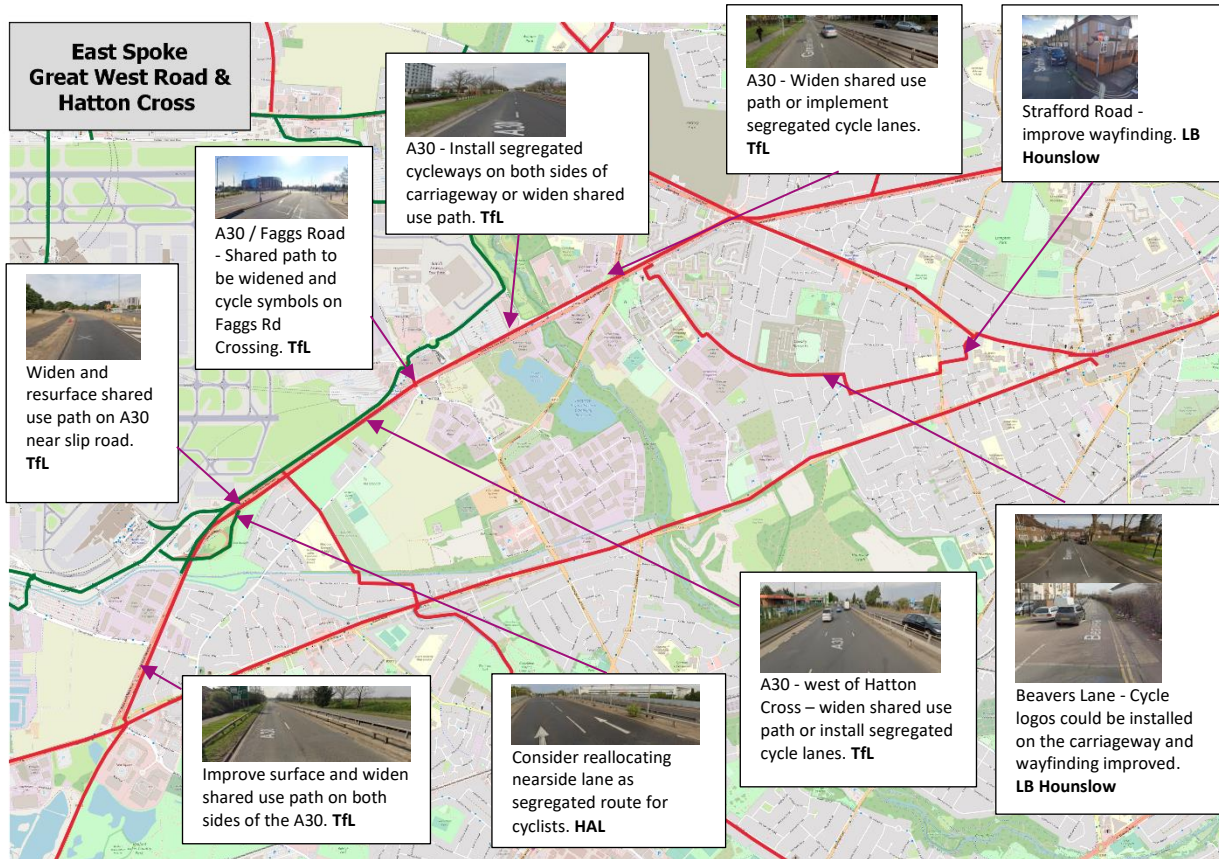 East Spoke
Great West Road &
Hatton Cross
A30 - Install segregated
cycleways on both sides of
carriageway or widen shared
use path. TfL
A30 - Widen shared use
path or implement
segregated cycle lanes.
TfL
Strafford Road -
improve wayfinding. LB
Hounslow
A30 / Faggs Road
- Shared path to
be widened and
cycle symbols on
Faggs Rd
Crossing. TfL
Widen and
resurface shared
use path on A30
near slip road.
TfL
Improve surface and widen
shared use path on both
sides of the A30. TfL
Consider reallocating
nearside lane as
segregated route for
cyclists. HAL
A30 - west of Hatton
Cross – widen shared use
path or install segregated
cycle lanes. TfL
Beavers Lane - Cycle
logos could be installed
on the carriageway and
wayfinding improved.
LB Hounslow
A30
A30
A30